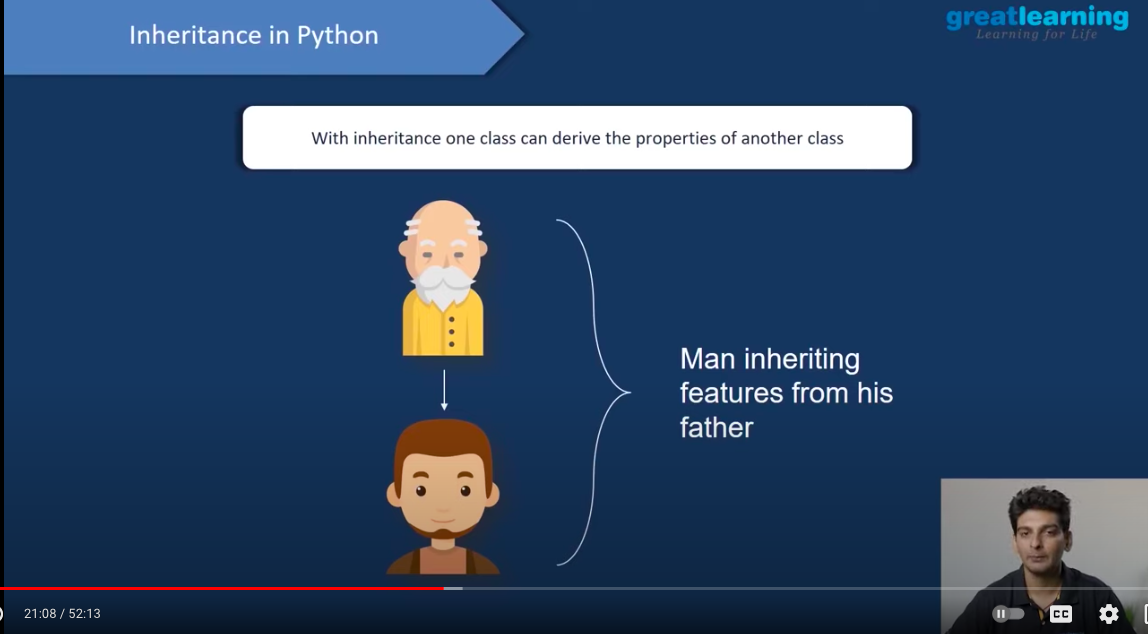 Inheritance in Python
greatlearning
Learning for Life
With inheritance one class can derive the properties of another class
Man inheriting
features from his
father
21:08 / 52:13
CC